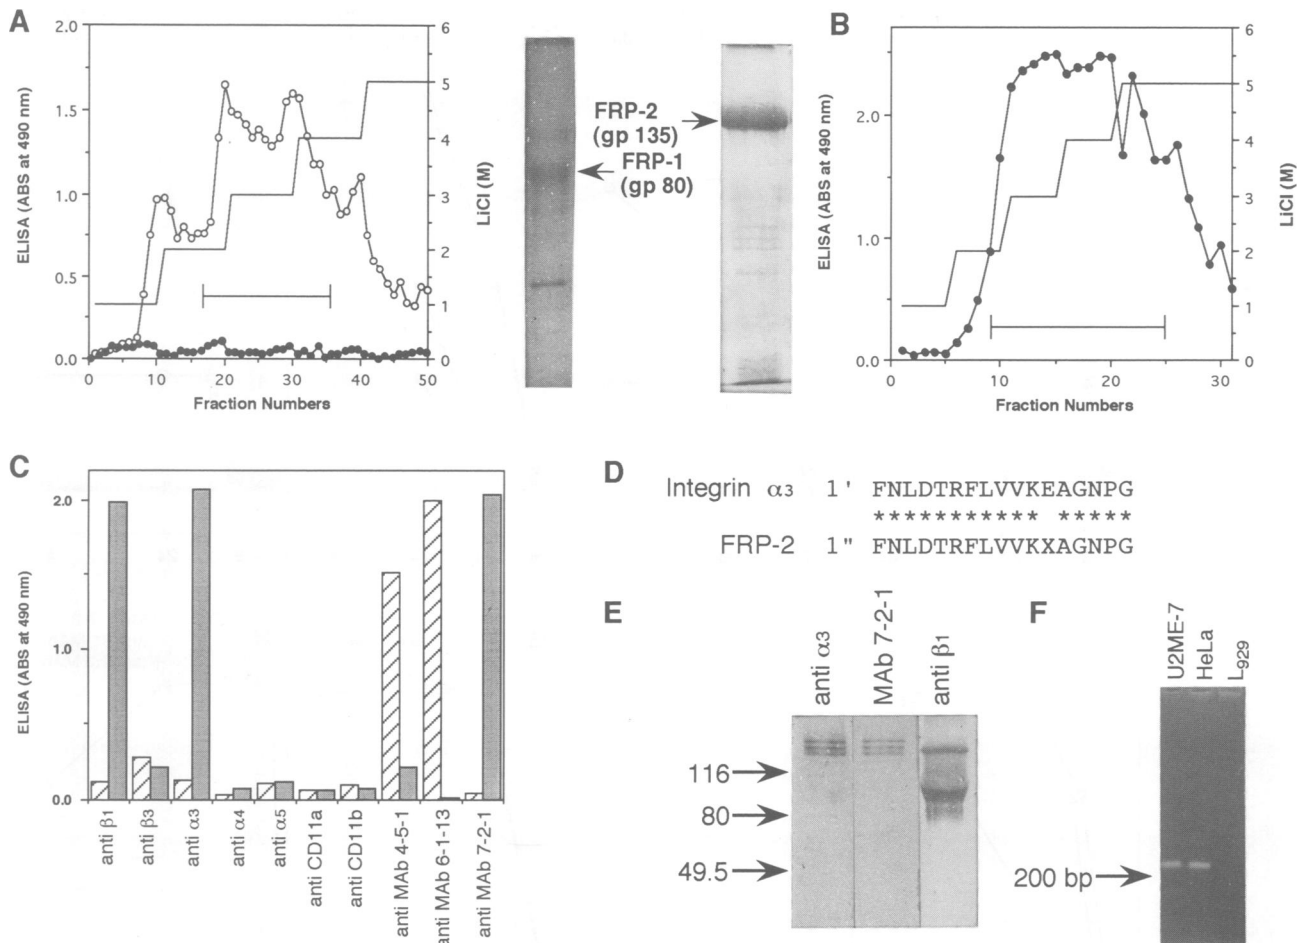 A
2.0
1.5
1.0
0.5
0.0
ELISA (ABS at 490 nm)
6
5
4
3
2
1
0
LiCl (M)
0 10 20 30 40 50
Fraction Numbers
FRP-2
(gp 135)
FRP-1
(gp 80)
B
2.0
1.0
0.0
ELISA (ABS at 490 nm)
6
5
4
3
2
1
0
LiCl (M)
0 10 20 30
Fraction Numbers
C
2.0
1.0
0.0
ELISA (ABS at 490 nm)
anti β1
anti β3
anti α3
anti α4
anti α5
anti CD11a
anti CD11b
anti MAb 4-5-1
anti MAb 6-1-13
anti MAb 7-2-1
D
Integrin α3 1' FNLDTRFLVVKEAGNPG
*********** *****
FRP-2 1" FNLDTRFLVVKXAGNPG
E
anti α3
MAb 7-2-1
anti β1
116
80
49.5
F
U2ME-7
HeLa
L929
200 bp